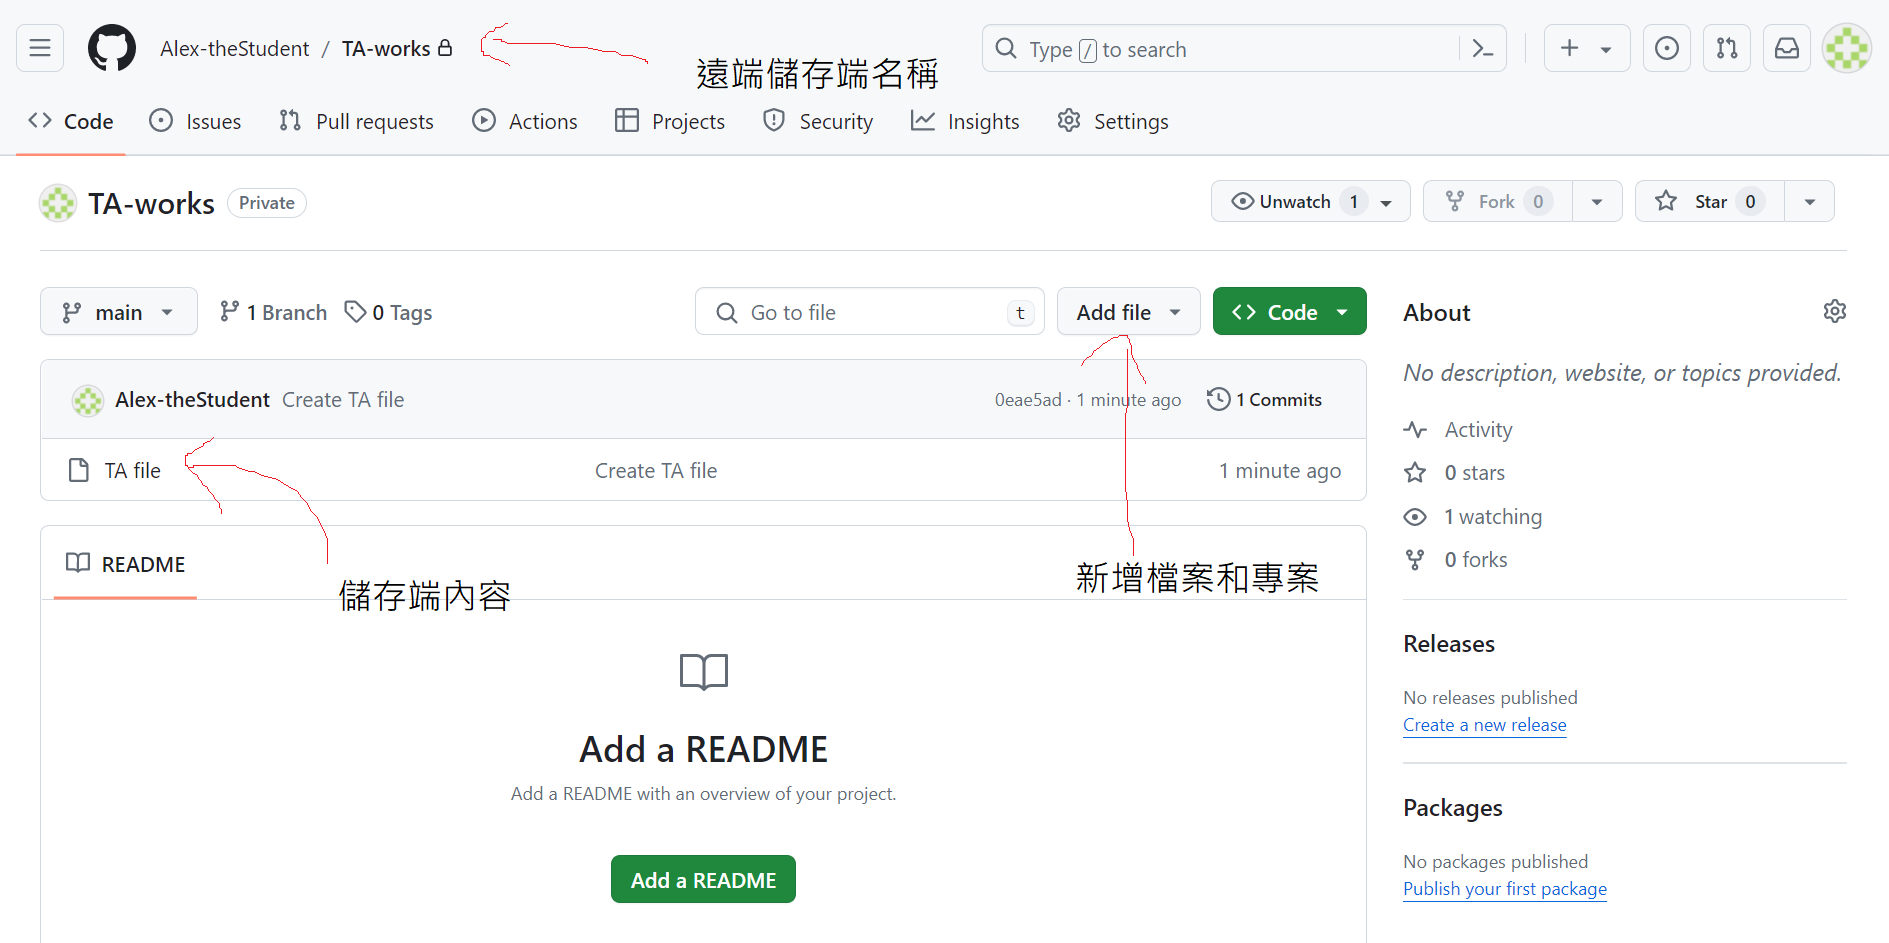 Alex-theStudent / TA-works
遠端儲存端名稱
Type / to search
Code Issues Pull requests Actions Projects Security Insights Settings
TA-works Private
Unwatch 1 Fork 0 Star 0
main 1 Branch 0 Tags Go to file t Add file Code
Alex-theStudent Create TA file 0eae5ad · 1 minute ago 1 Commits
TA file Create TA file 1 minute ago
README
儲存端內容
新增檔案和專案
Add a README
Add a README with an overview of your project.
Add a README
About
No description, website, or topics provided.
Activity
0 stars
1 watching
0 forks
Releases
No releases published
Create a new release
Packages
No packages published
Publish your first package